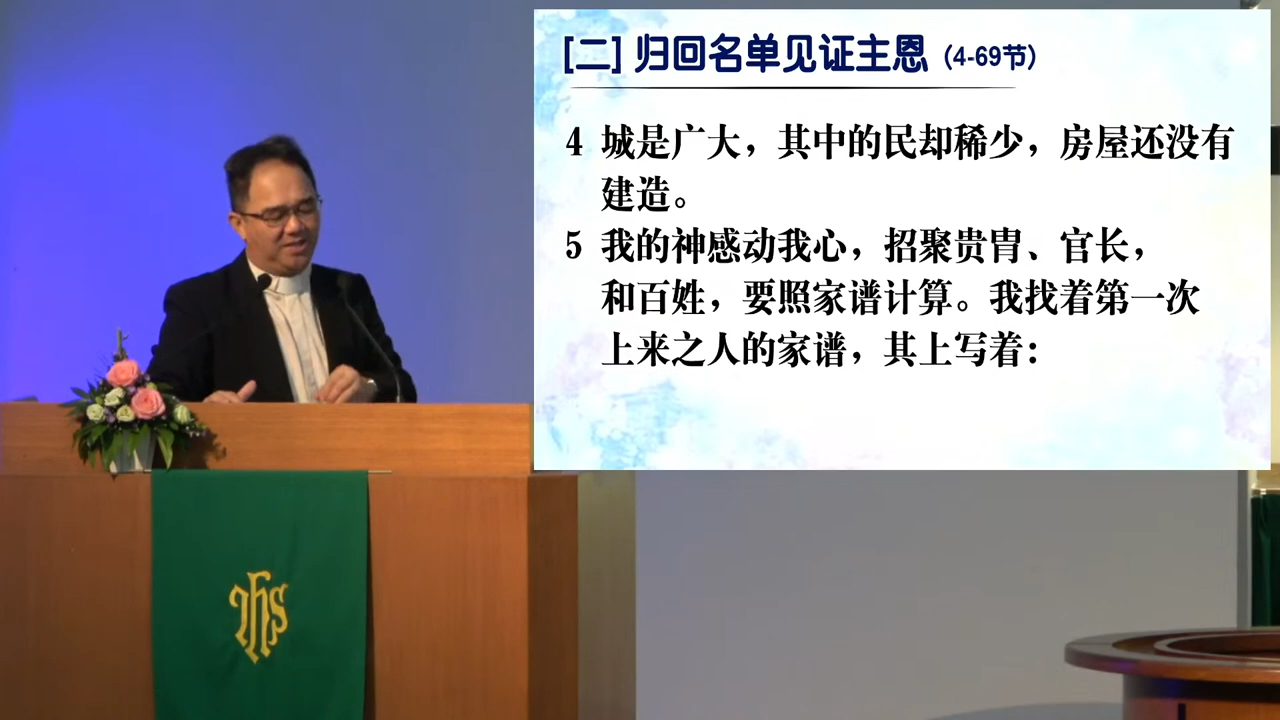 [二] 归回名单见证主恩 (4-69节)
4 城是广大，其中的民却稀少，房屋还没有
建造。
5 我的神感动我心，招聚贵胄、官长，
和百姓，要照家谱计算。我找着第一次
上来之人的家谱，其上写着：
IHS